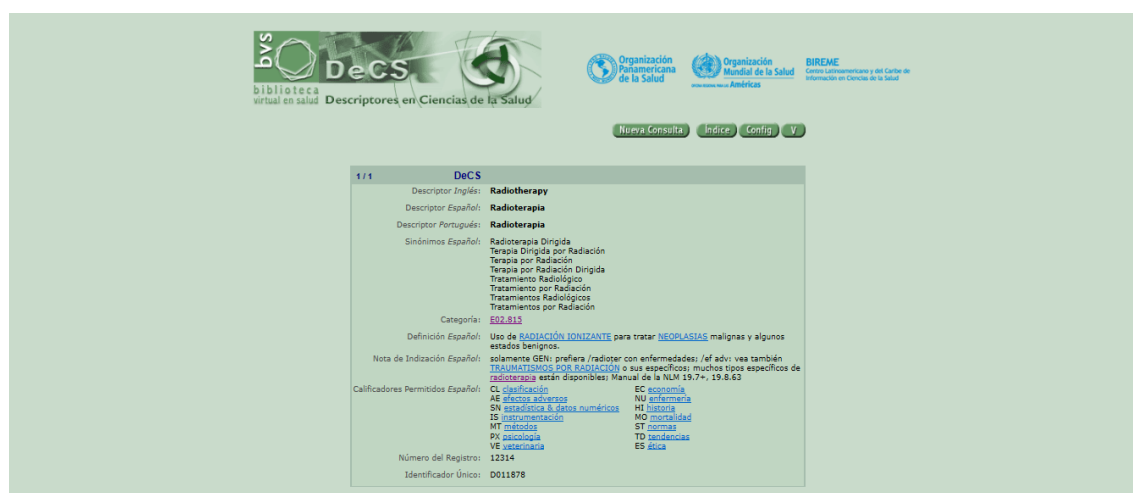 bvs
biblioteca
virtual en salud
DeCS
Descriptores en Ciencias de la Salud
Organización
Panamericana
de la Salud
Organización
Mundial de la Salud
Américas
BIREME
Centro Latinoamericano y del Caribe de
Información en Ciencias de la Salud
Nueva Consulta Índice Config V
1 / 1 DeCS
Descriptor Inglés: Radiotherapy
Descriptor Español: Radioterapia
Descriptor Portugués: Radioterapia
Sinónimos Español: Radioterapia Dirigida
Terapia Dirigida por Radiación
Terapia por Radiación
Terapia por Radiación Dirigida
Tratamiento Radiológico
Tratamiento por Radiación
Tratamientos Radiológicos
Tratamientos por Radiación
Categoría: E02.815
Definición Español: Uso de RADIACIÓN IONIZANTE para tratar NEOPLASIAS malignas y algunos
estados benignos.
Nota de Indización Español: solamente GEN: prefiera /radioter con enfermedades; /ef adv: vea también
TRAUMATISMOS POR RADIACIÓN o sus específicos; muchos tipos específicos de
radioterapia están disponibles; Manual de la NLM 19.7+, 19.8.63
Calificadores Permitidos Español: CL clasificación EC economía
AE efectos adversos NU enfermería
SN estadística & datos numéricos HI historia
IS instrumentación MO mortalidad
MT métodos ST normas
PX psicología TD tendencias
VE veterinaria ES ética
Número del Registro: 12314
Identificador Único: D011878